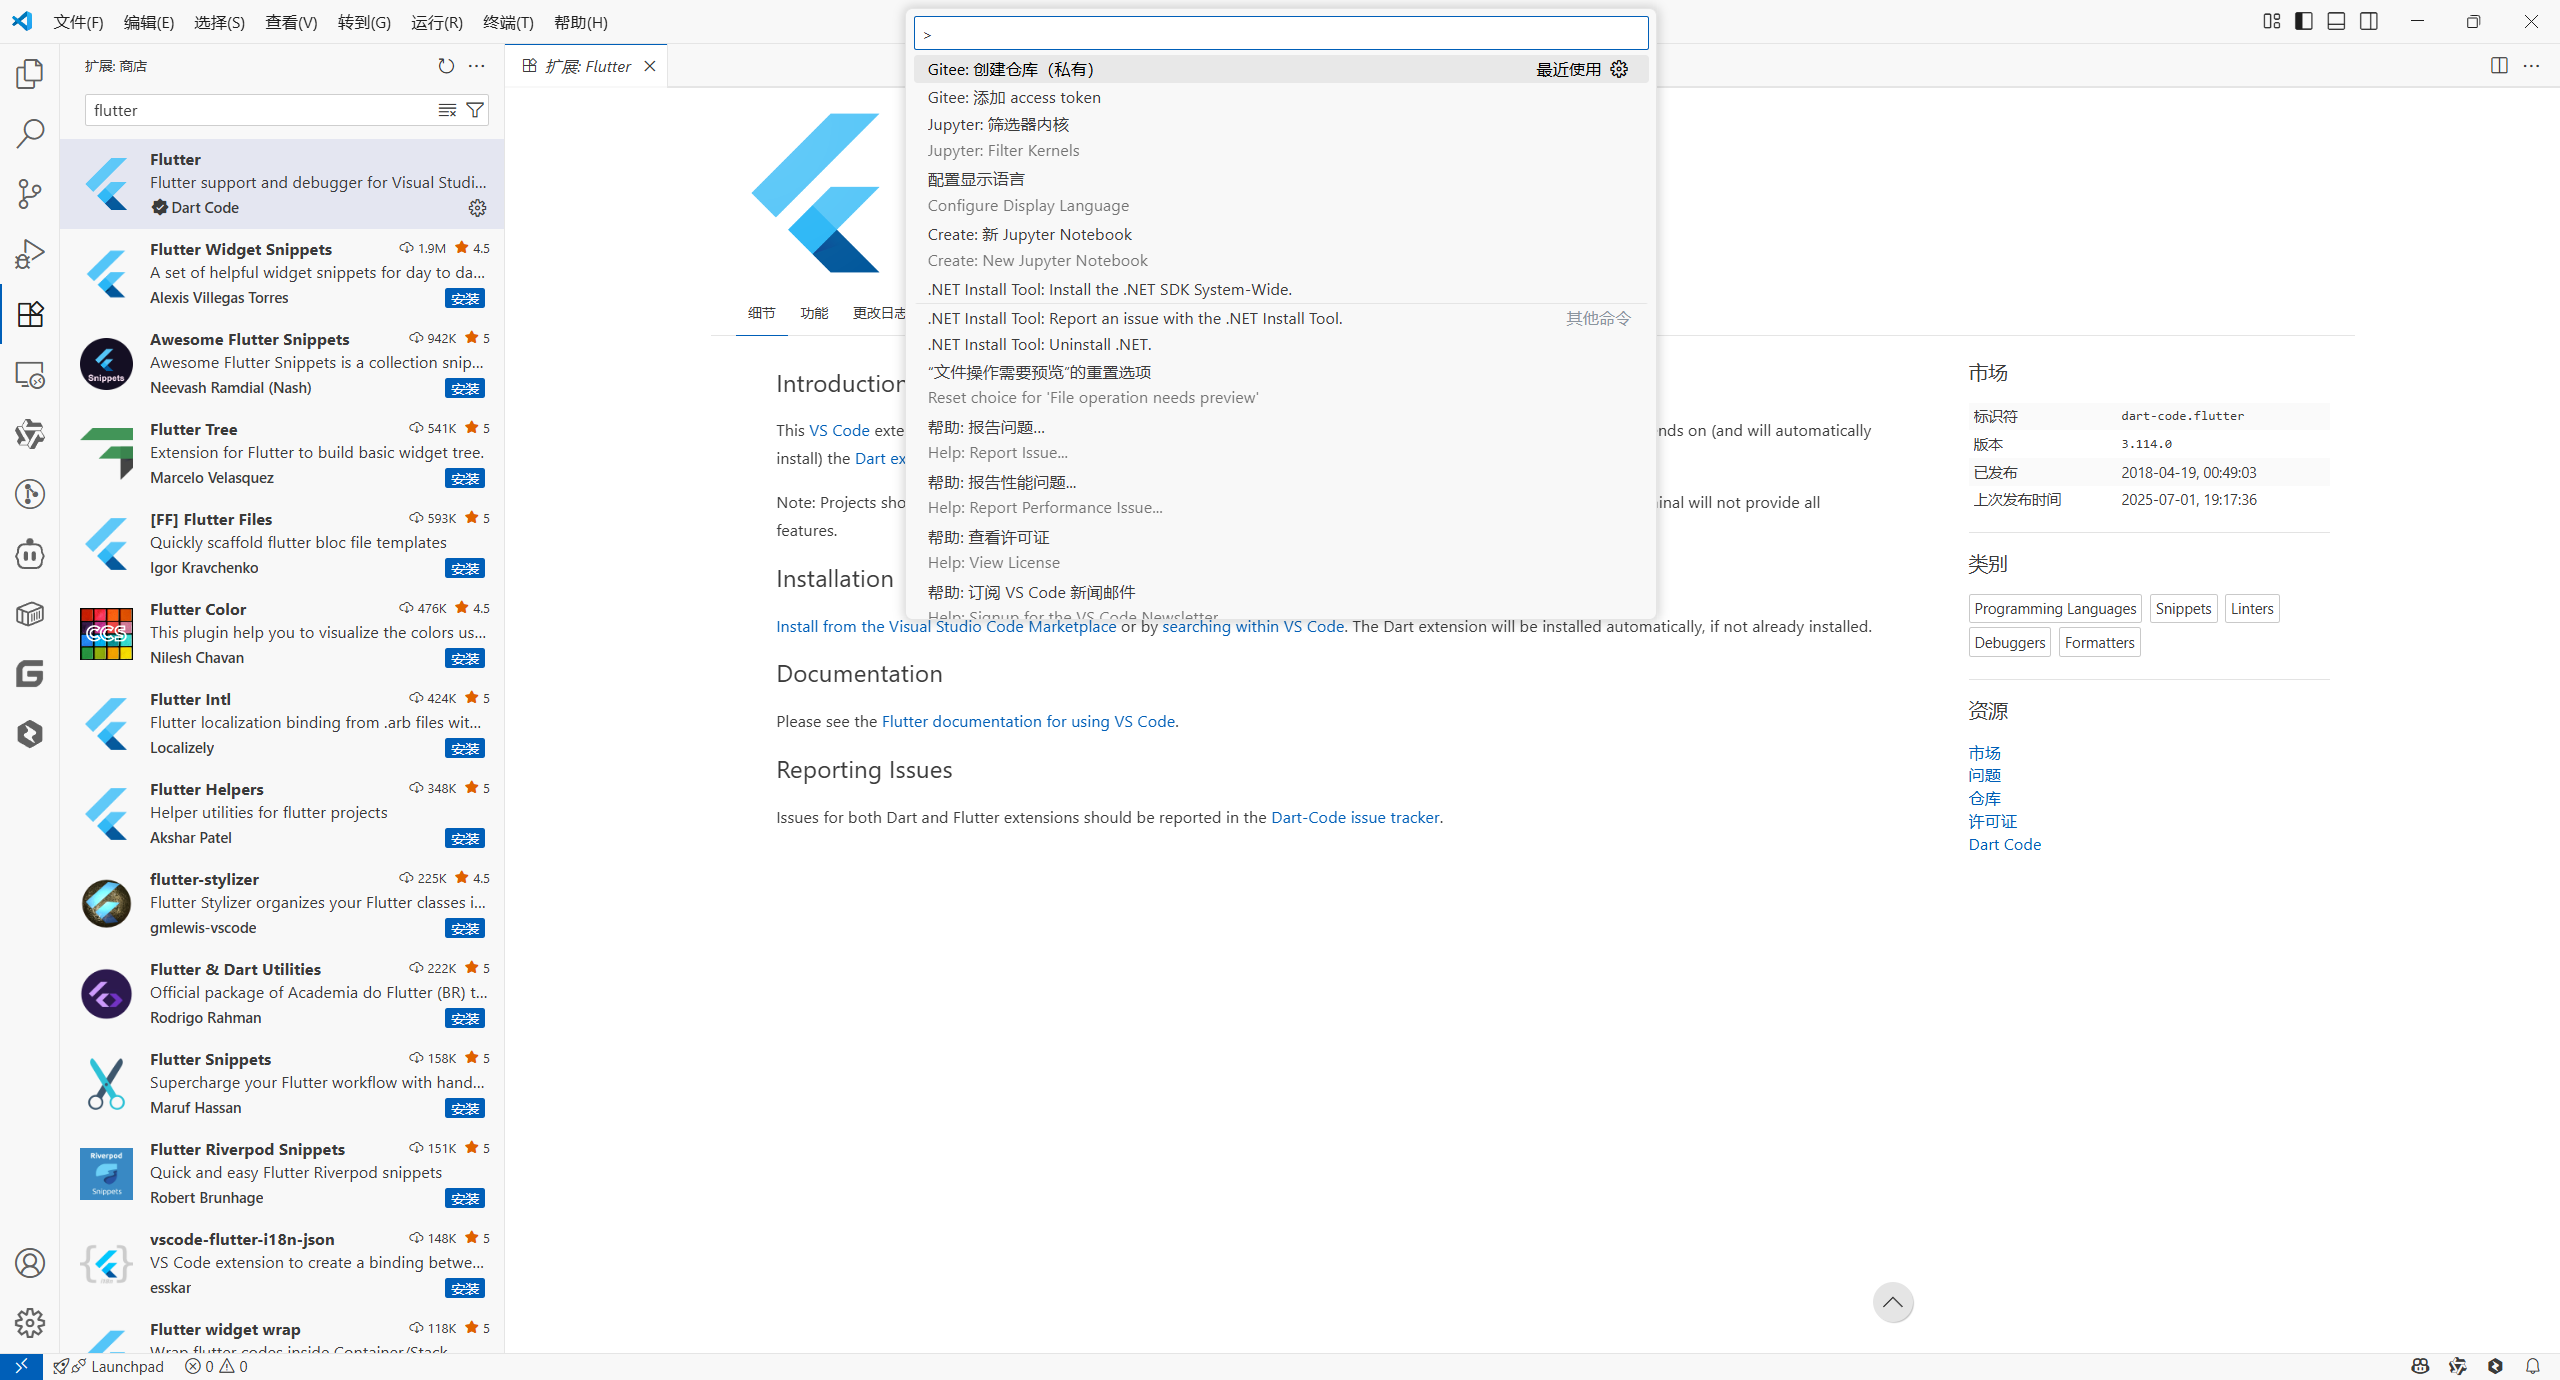 文件(F) 编辑(E) 选择(S) 查看(V) 转到(G) 运行(R) 终端(T) 帮助(H)
扩展: 商店
flutter
Flutter
Flutter support and debugger for Visual Studi...
Dart Code
Flutter Widget Snippets 1.9M 4.5
A set of helpful widget snippets for day to da...
Alexis Villegas Torres 安装
Awesome Flutter Snippets 942K 5
Awesome Flutter Snippets is a collection snip...
Neevash Ramdial (Nash) 安装
Snippets
Flutter Tree 541K 5
Extension for Flutter to build basic widget tree.
Marcelo Velasquez 安装
[FF] Flutter Files 593K 5
Quickly scaffold flutter bloc file templates
Igor Kravchenko 安装
Flutter Color 476K 4.5
This plugin help you to visualize the colors us...
Nilesh Chavan 安装
CCS
Flutter Intl 424K 5
Flutter localization binding from .arb files wit...
Localizely 安装
Flutter Helpers 348K 5
Helper utilities for flutter projects
Akshar Patel 安装
flutter-stylizer 225K 4.5
Flutter Stylizer organizes your Flutter classes i...
gmlewis-vscode 安装
Flutter & Dart Utilities 222K 5
Official package of Academia do Flutter (BR) t...
Rodrigo Rahman 安装
Flutter Snippets 158K 5
Supercharge your Flutter workflow with hand...
Maruf Hassan 安装
Flutter Riverpod Snippets 151K 5
Quick and easy Flutter Riverpod snippets
Robert Brunhage 安装
Riverpod
Snippets
vscode-flutter-i18n-json 148K 5
VS Code extension to create a binding betwe...
esskar 安装
Flutter widget wrap 118K 5
Wrap flutter codes inside Container/Stack
扩展: Flutter
>
Gitee: 创建仓库（私有） 最近使用
Gitee: 添加 access token
Jupyter: 筛选器内核
Jupyter: Filter Kernels
配置显示语言
Configure Display Language
Create: 新 Jupyter Notebook
Create: New Jupyter Notebook
.NET Install Tool: Install the .NET SDK System-Wide.
.NET Install Tool: Report an issue with the .NET Install Tool. 其他命令
.NET Install Tool: Uninstall .NET.
“文件操作需要预览”的重置选项
Reset choice for 'File operation needs preview'
帮助: 报告问题...
Help: Report Issue...
帮助: 报告性能问题...
Help: Report Performance Issue...
帮助: 查看许可证
Help: View License
帮助: 订阅 VS Code 新闻邮件
Help: Signup for the VS Code Newsletter
细节 功能 更改日志
Introduction
This VS Code exte nds on (and will automatically
install) the Dart ex
Note: Projects sho inal will not provide all
features.
Installation
Install from the Visual Studio Code Marketplace or by searching within VS Code. The Dart extension will be installed automatically, if not already installed.
Documentation
Please see the Flutter documentation for using VS Code.
Reporting Issues
Issues for both Dart and Flutter extensions should be reported in the Dart-Code issue tracker.
市场
标识符 dart-code.flutter
版本 3.114.0
已发布 2018-04-19, 00:49:03
上次发布时间 2025-07-01, 19:17:36
类别
Programming Languages Snippets Linters
Debuggers Formatters
资源
市场
问题
仓库
许可证
Dart Code
Launchpad 0 0